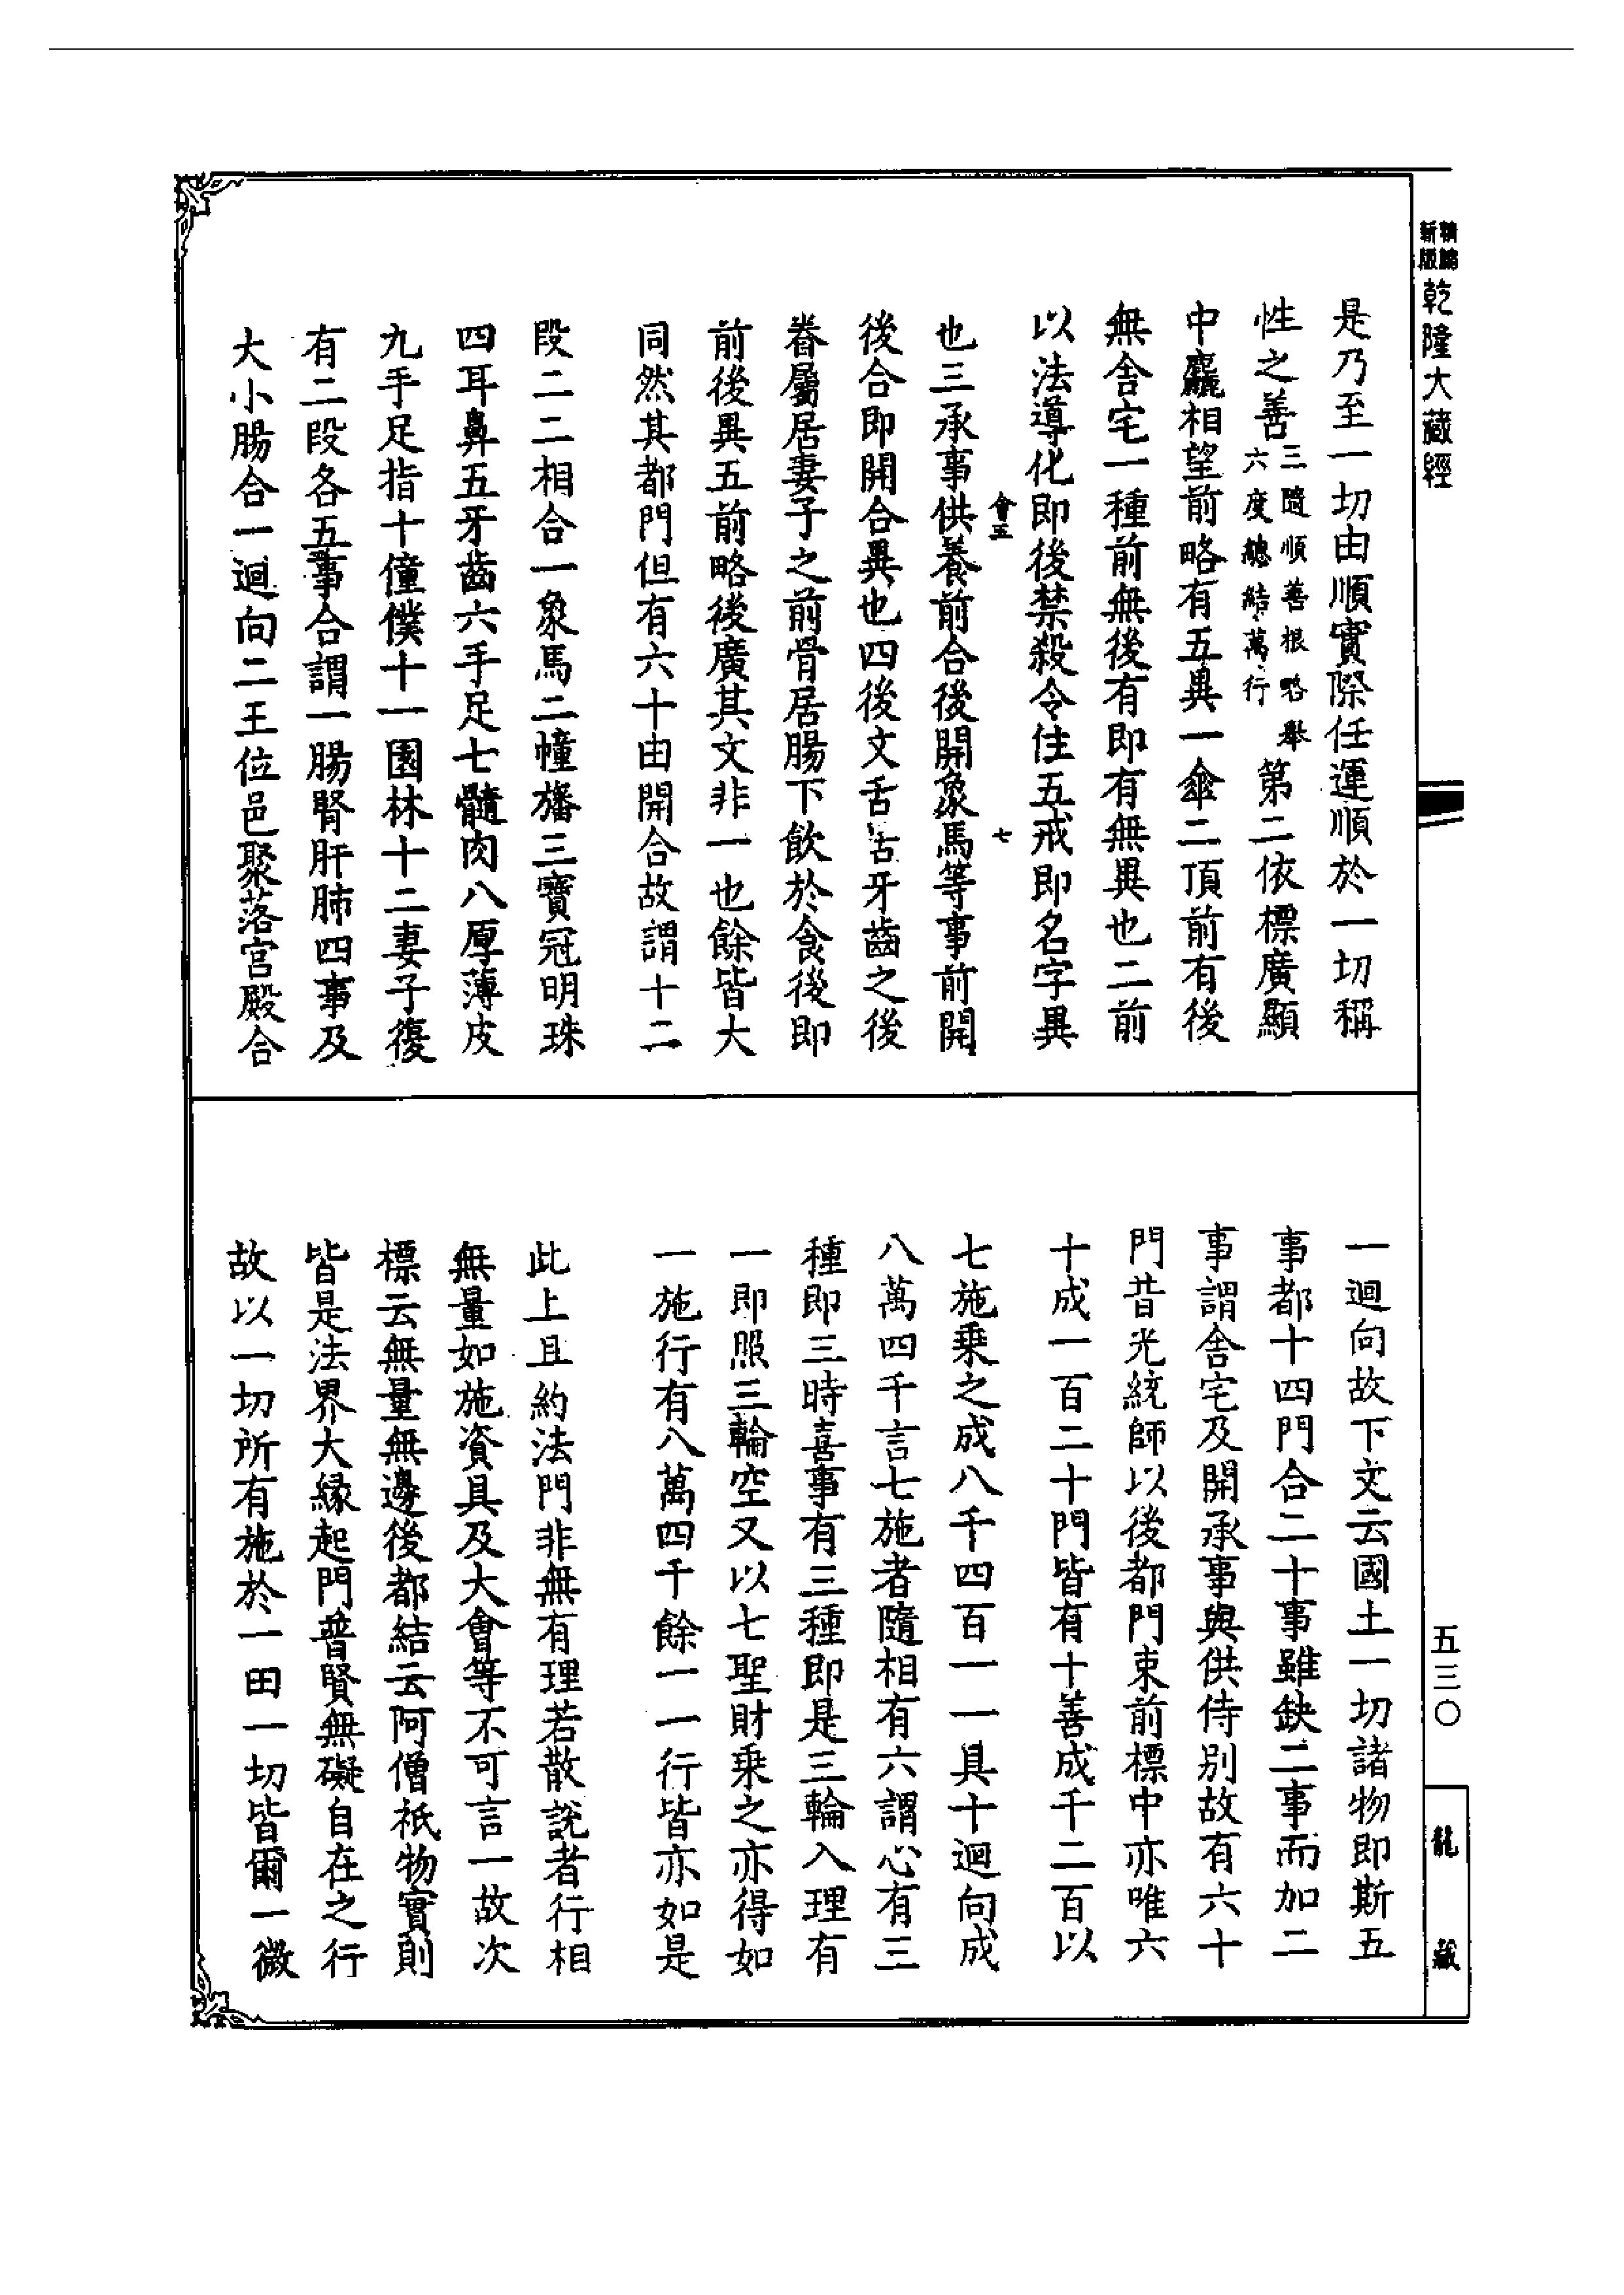 精編
新版
乾隆大藏經
是乃至一切由順實際任運順於一切稱
性之善
三隨順善根略舉
六度總結萬行
第二依標廣顯
中麤相望前略有五異一傘二頂前有後
無舍宅一種前無後有即有無異也二前
以法導化即後禁殺令住五戒即名字異
會五
七
也三承事供養前合後開象馬等事前開
後合即開合異也四後文舌居牙齒之後
眷屬居妻子之前骨居腸下飲於食後即
前後異五前略後廣其文非一也餘皆大
同然其都門但有六十由開合故謂十二
段二二相合一象馬二幢旛三寶冠明珠
四耳鼻五牙齒六手足七髓肉八厚薄皮
九手足指十僮僕十一園林十二妻子復
有二段各五事合謂一腸腎肝肺四事及
大小腸合一迴向二王位邑聚落宮殿合
一迴向故下文云國土一切諸物即斯五
事都十四門合二十事雖缺二事而加二
事謂舍宅及開承事與供侍別故有六十
門昔光統師以後都門束前標中亦唯六
十成一百二十門皆有十善成千二百以
七施乘之成八千四百一一具十迴向成
八萬四千言七施者隨相有六謂心有三
種即三時喜事有三種即是三輪入理有
一即照三輪空又以七聖財乘之亦得如
一施行有八萬四千餘一一行皆亦如是
此上且約法門非無有理若散說者行相
無量如施資具及大會等不可言一故次
標云無量無邊後都結云阿僧祇物實則
皆是法界大緣起門普賢無礙自在之行
故以一切所有施於一田一切皆爾一微
五三〇
龍藏